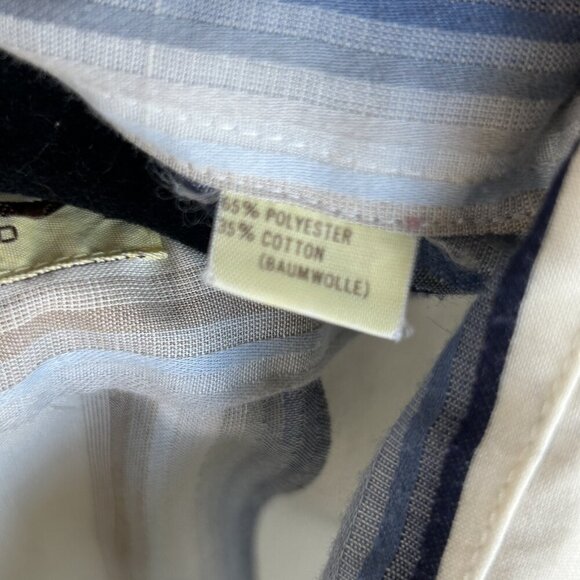 65% POLYESTER
35% COTTON
(BAUMWOLLE)
D